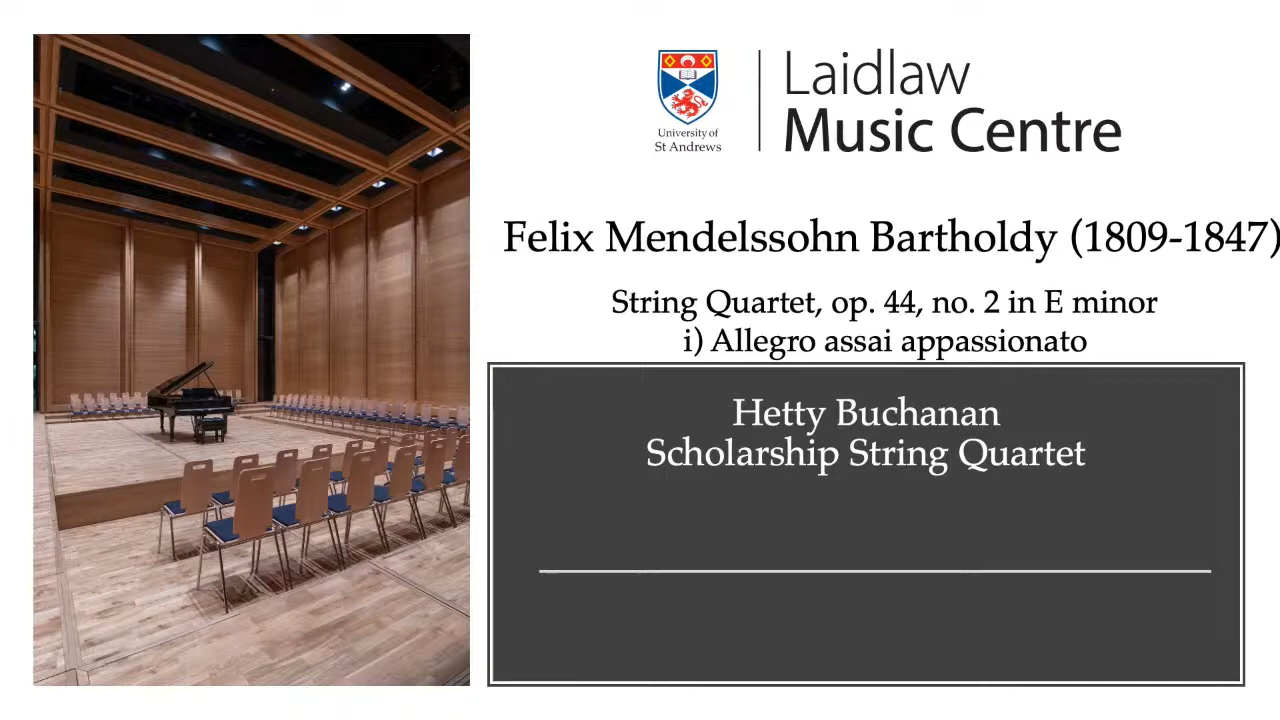 University of
St Andrews
Laidlaw
Music Centre
Felix Mendelssohn Bartholdy (1809-1847)
String Quartet, op. 44, no. 2 in E minor
i) Allegro assai appassionato
Hetty Buchanan
Scholarship String Quartet